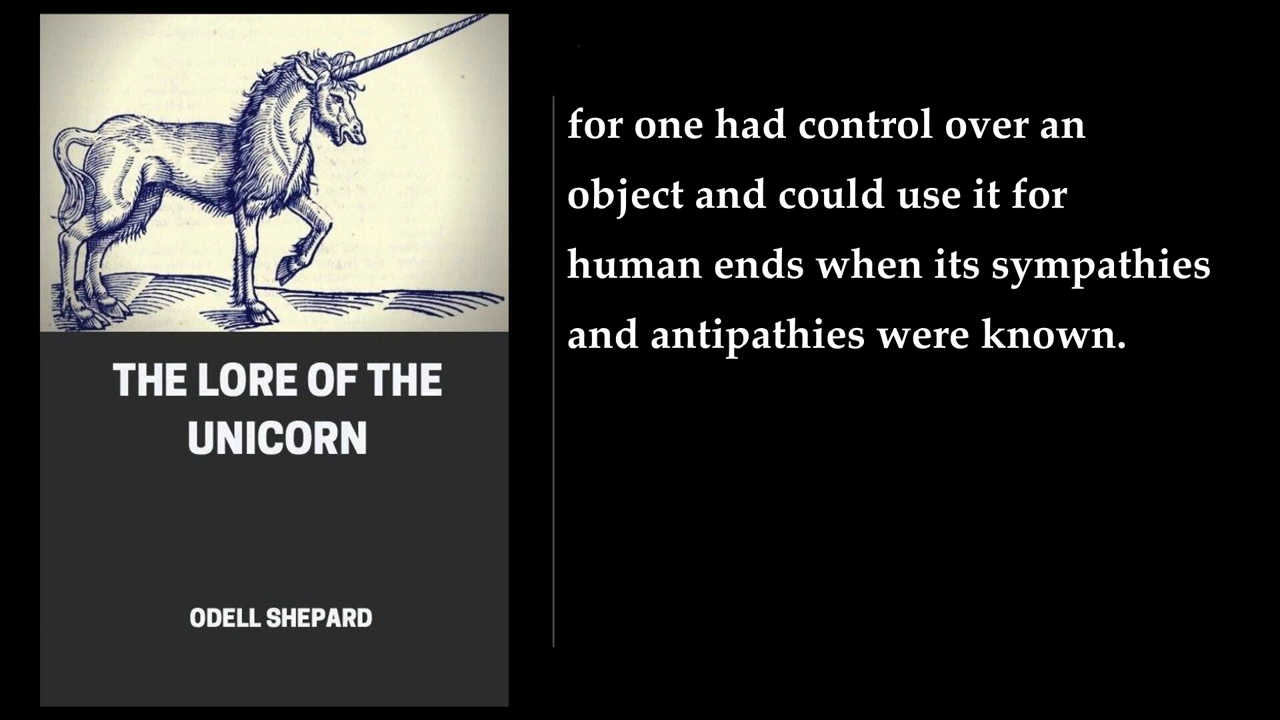 THE LORE OF THE
UNICORN
ODELL SHEPARD
for one had control over an
object and could use it for
human ends when its sympathies
and antipathies were known.